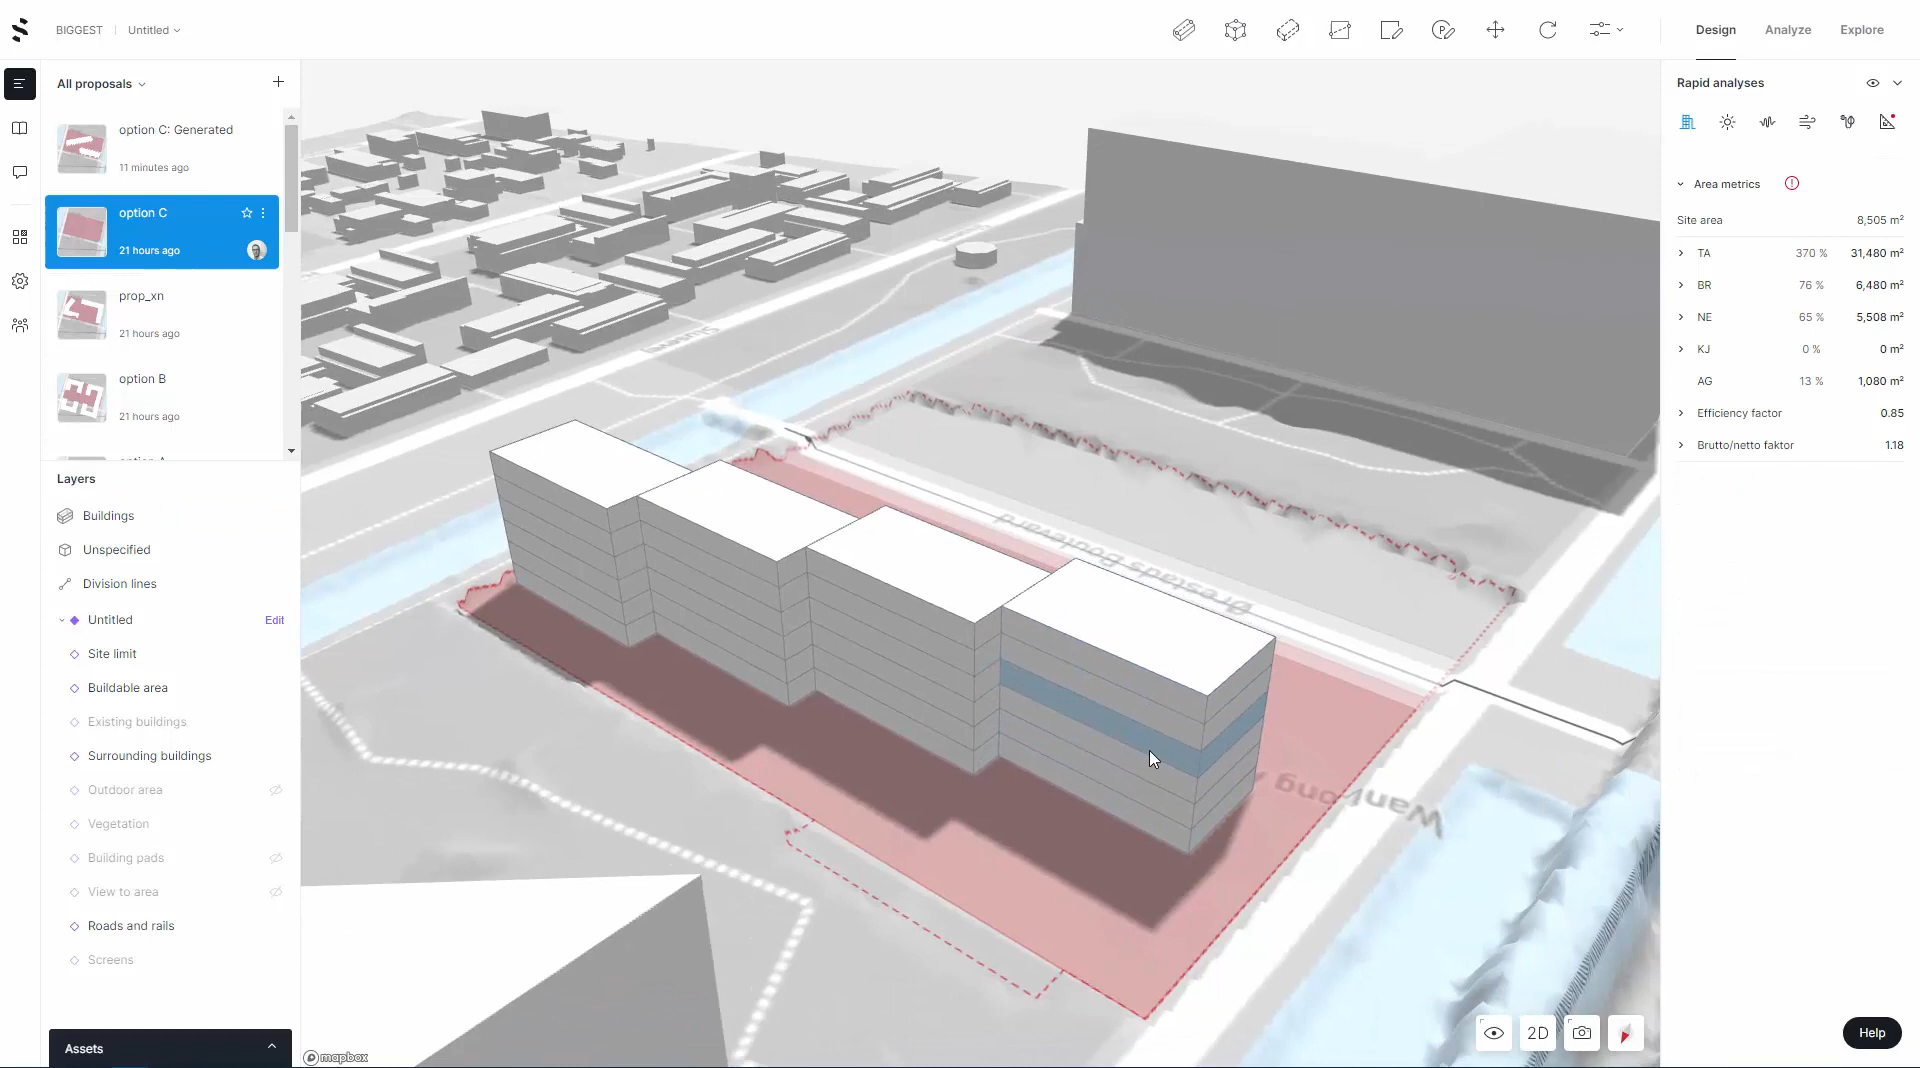 BIGGEST
Untitled
Design
Analyze
Explore
All proposals
option C: Generated
11 minutes ago
option C
21 hours ago
prop_xn
21 hours ago
option B
21 hours ago
Layers
Buildings
Unspecified
Division lines
Untitled
Edit
Site limit
Buildable area
Existing buildings
Surrounding buildings
Outdoor area
Vegetation
Building pads
View to area
Roads and rails
Screens
Assets
Ørestads Boulevard
mapbox
2D
Rapid analyses
Area metrics
Site area 8,505 m²
TA 370 % 31,480 m²
BR 76 % 6,480 m²
NE 65 % 5,508 m²
KJ 0 % 0 m²
AG 13 % 1,080 m²
Efficiency factor 0.85
Brutto/netto faktor 1.18
Help